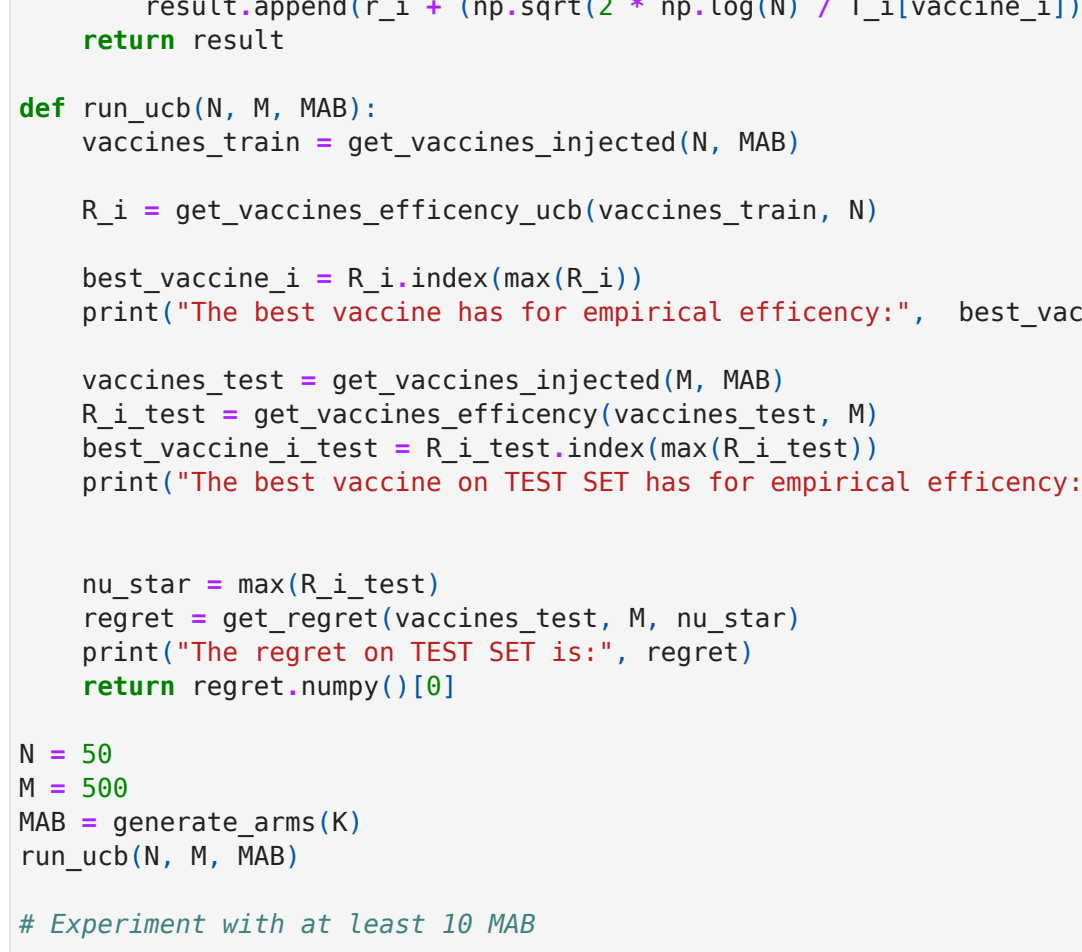 result.append(r_i + (np.sqrt(2 * np.log(N) / T_i[vaccine_i])
return result
def run_ucb(N, M, MAB):
vaccines_train = get_vaccines_injected(N, MAB)
R_i = get_vaccines_efficency_ucb(vaccines_train, N)
best_vaccine_i = R_i.index(max(R_i))
print("The best vaccine has for empirical efficency:",  best_vac
vaccines_test = get_vaccines_injected(M, MAB)
R_i_test = get_vaccines_efficency(vaccines_test, M)
best_vaccine_i_test = R_i_test.index(max(R_i_test))
print("The best vaccine on TEST SET has for empirical efficency:
nu_star = max(R_i_test)
regret = get_regret(vaccines_test, M, nu_star)
print("The regret on TEST SET is:", regret)
return regret.numpy()[0]
N = 50
M = 500
MAB = generate_arms(K)
run_ucb(N, M, MAB)
# Experiment with at least 10 MAB